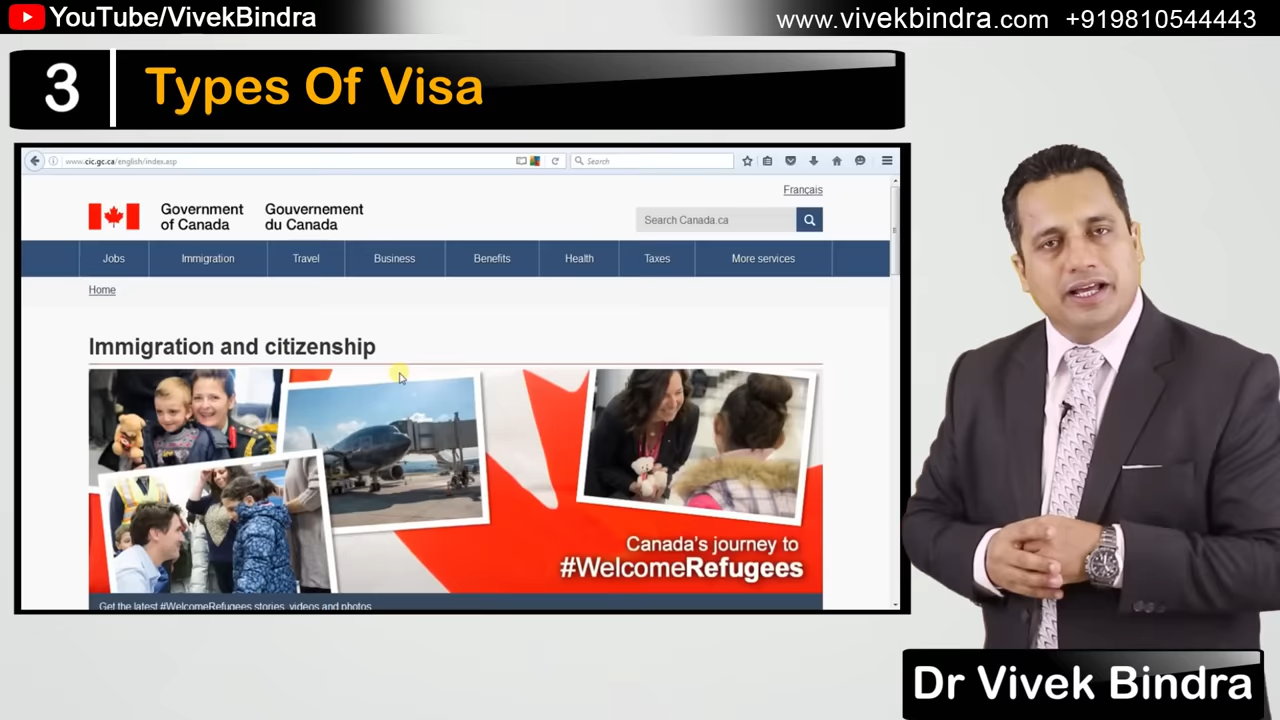 YouTube/VivekBindra
www.vivekbindra.com +919810544443
3 Types Of Visa
www.cic.gc.ca/english/index.asp
Search
Français
Government of Canada
Gouvernement du Canada
Search Canada.ca
Jobs Immigration Travel Business Benefits Health Taxes More services
Home
Immigration and citizenship
Canada's journey to
#WelcomeRefugees
Get the latest #WelcomeRefugees stories, videos and photos
Dr Vivek Bindra